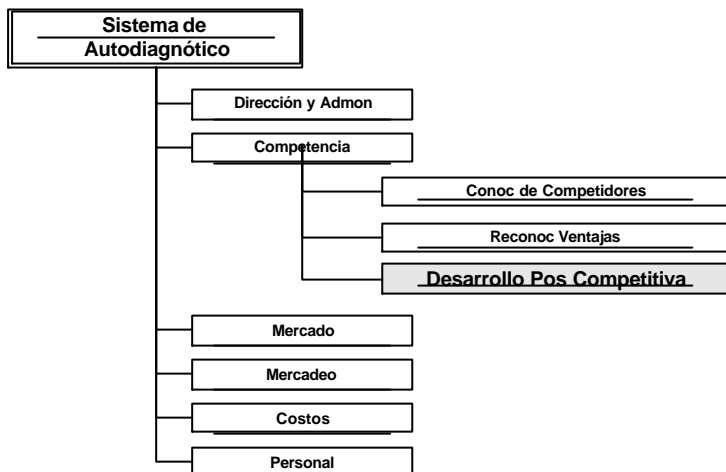 Sistema de
Autodiagnótico
Dirección y Admon
Competencia
Conoc de Competidores
Reconoc Ventajas
Desarrollo Pos Competitiva
Mercado
Mercadeo
Costos
Personal